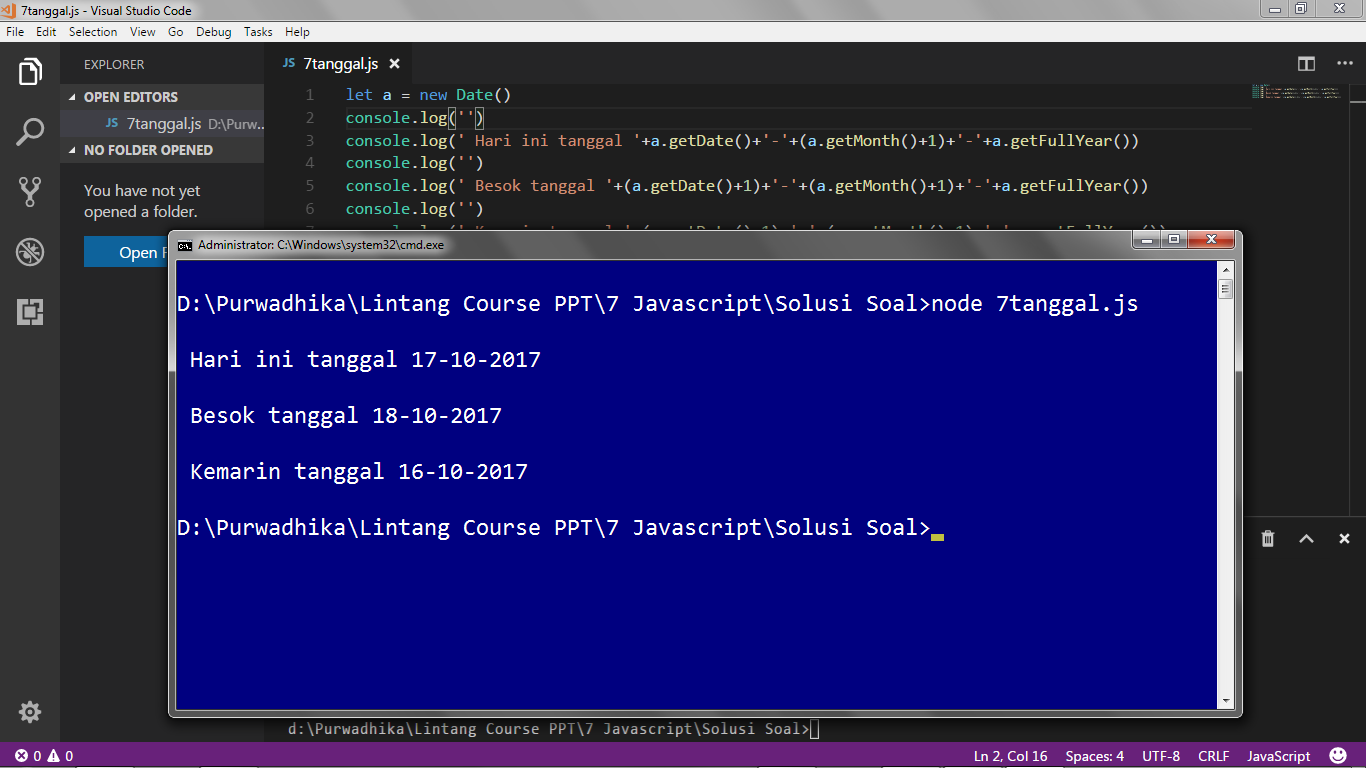 7tanggal.js - Visual Studio Code
File Edit Selection View Go Debug Tasks Help
EXPLORER
OPEN EDITORS
JS 7tanggal.js D:\Purw...
NO FOLDER OPENED
You have not yet
opened a folder.
Open
JS 7tanggal.js
1 let a = new Date()
2 console.log('')
3 console.log(' Hari ini tanggal '+a.getDate()+'-'+(a.getMonth()+1)+'-'+a.getFullYear())
4 console.log('')
5 console.log(' Besok tanggal '+(a.getDate()+1)+'-'+(a.getMonth()+1)+'-'+a.getFullYear())
6 console.log('')
Administrator: C:\Windows\system32\cmd.exe
D:\Purwadhika\Lintang Course PPT\7 Javascript\Solusi Soal>node 7tanggal.js
Hari ini tanggal 17-10-2017
Besok tanggal 18-10-2017
Kemarin tanggal 16-10-2017
D:\Purwadhika\Lintang Course PPT\7 Javascript\Solusi Soal>
d:\Purwadhika\Lintang Course PPT\7 Javascript\Solusi Soal>
0 0 Ln 2, Col 16 Spaces: 4 UTF-8 CRLF JavaScript